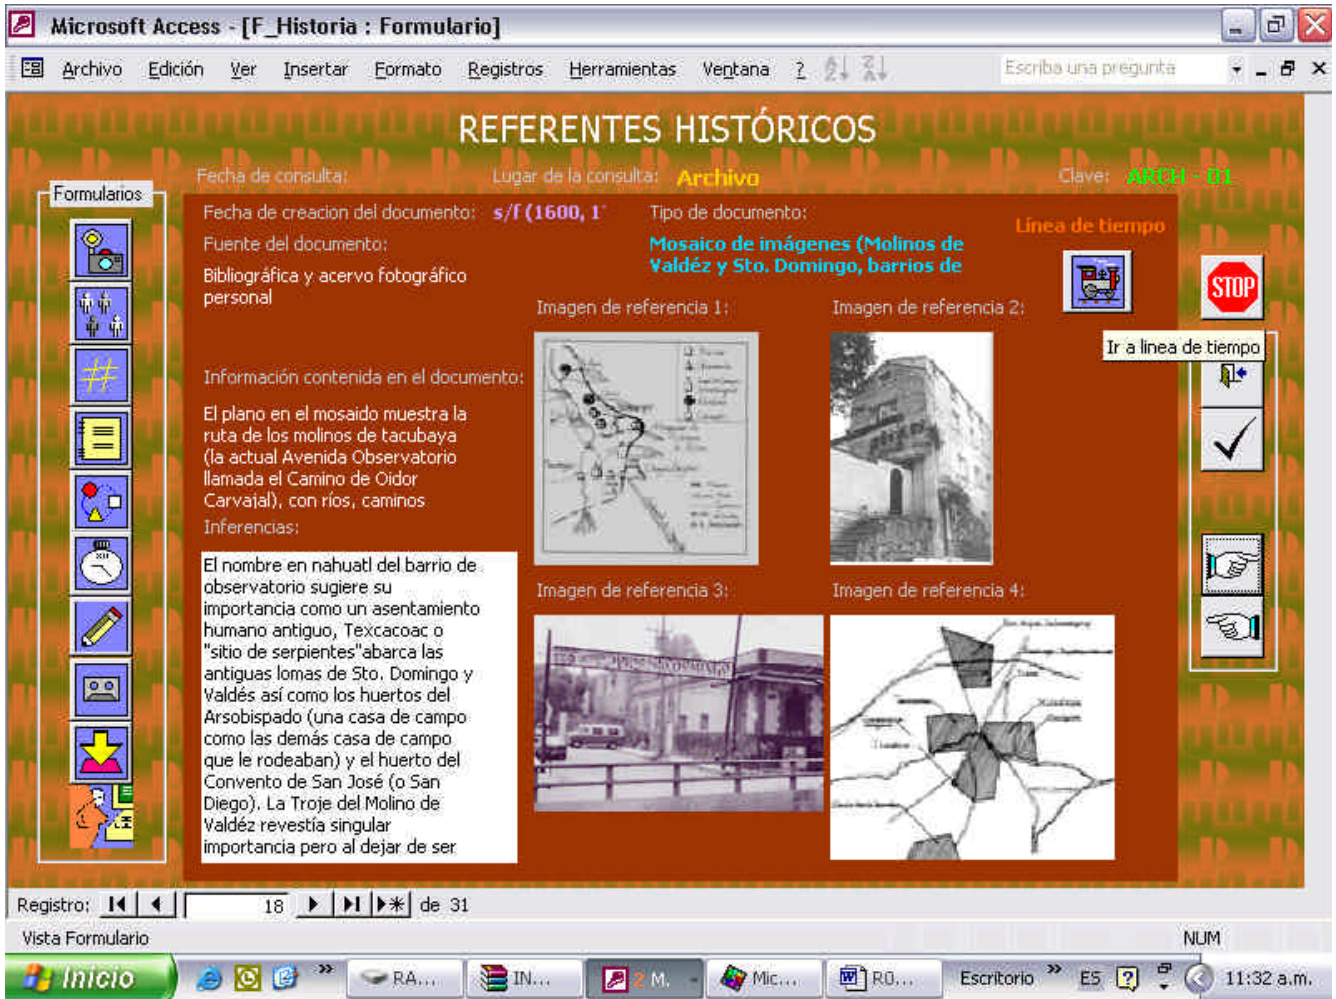 Microsoft Access - [F_Historia : Formulario]
Archivo Edición Ver Insertar Formato Registros Herramientas Ventana ? Escriba una pregunta
REFERENTES HISTÓRICOS
Fecha de consulta: Lugar de la consulta: Archivo Clave: ARCH - 01
Formularios
Fecha de creacion del documento: s/f (1600, 1 Tipo de documento:
Línea de tiempo
Fuente del documento:
Mosaico de imágenes (Molinos de
Valdéz y Sto. Domingo, barrios de
Bibliográfica y acervo fotográfico
personal
STOP
Imagen de referencia 1: Imagen de referencia 2:
Ir a linea de tiempo
Información contenida en el documento:
El plano en el mosaido muestra la
ruta de los molinos de tacubaya
(la actual Avenida Observatorio
llamada el Camino de Oidor
Carvajal), con ríos, caminos
Inferencias:
El nombre en nahuatl del barrio de
observatorio sugiere su
importancia como un asentamiento
humano antiguo, Texcacoac o
"sitio de serpientes"abarca las
antiguas lomas de Sto. Domingo y
Valdés así como los huertos del
Arsobispado (una casa de campo
como las demás casa de campo
que le rodeaban) y el huerto del
Convento de San José (o San
Diego). La Troje del Molino de
Valdéz revestía singular
importancia pero al dejar de ser
Imagen de referencia 3: Imagen de referencia 4:
Registro: 18 de 31
Vista Formulario NUM
Inicio » RA... IN... 2 M. Mic... RO... Escritorio » ES 11:32 a.m.